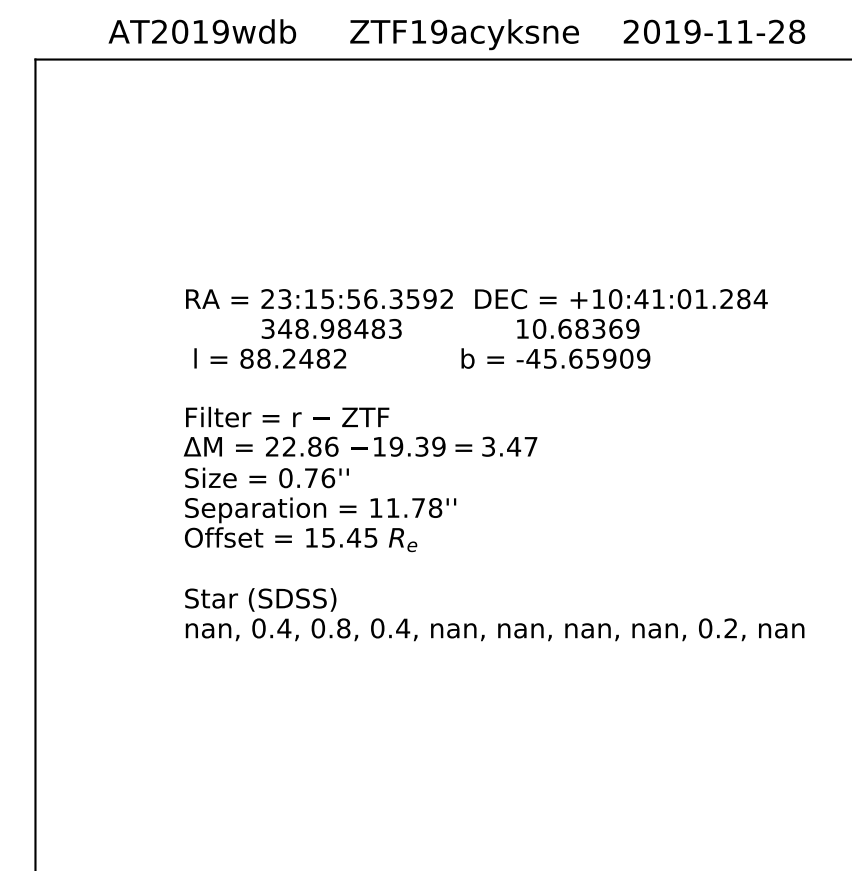 AT2019wdb ZTF19acyksne 2019-11-28
RA = 23:15:56.3592 DEC = +10:41:01.284
348.98483 10.68369
l = 88.2482 b = -45.65909
Filter = r − ZTF
ΔM = 22.86 −19.39 = 3.47
Size = 0.76''
Separation = 11.78''
Offset = 15.45 Re
Star (SDSS)
nan, 0.4, 0.8, 0.4, nan, nan, nan, nan, 0.2, nan